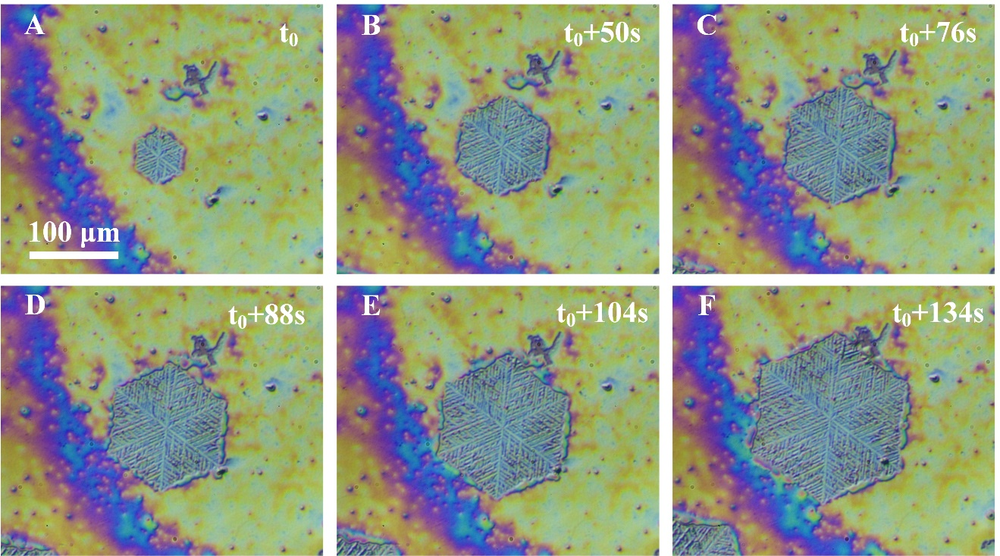 A
t₀
B
t₀+50s
C
t₀+76s
100 µm
D
t₀+88s
E
t₀+104s
F
t₀+134s